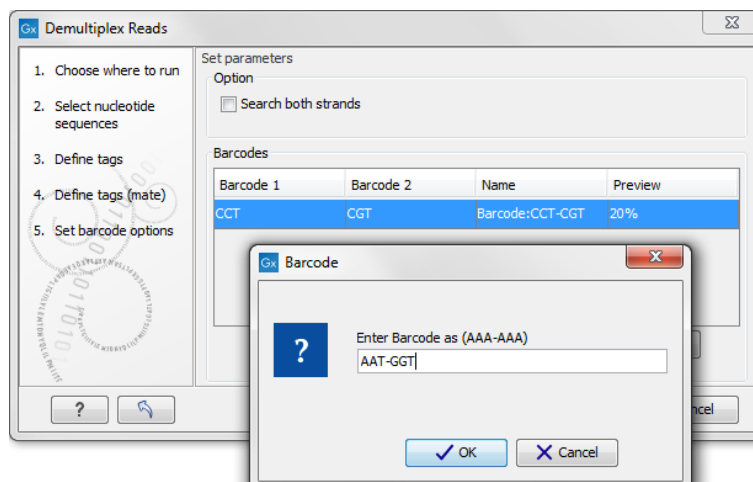 Gx Demultiplex Reads
1. Choose where to run
2. Select nucleotide
sequences
3. Define tags
4. Define tags (mate)
5. Set barcode options
Set parameters
Option
Search both strands
Barcodes
Barcode 1 Barcode 2 Name Preview
CCT CGT Barcode:CCT-CGT 20%
Gx Barcode
?
Enter Barcode as (AAA-AAA)
AAT-GGT
OK Cancel
?